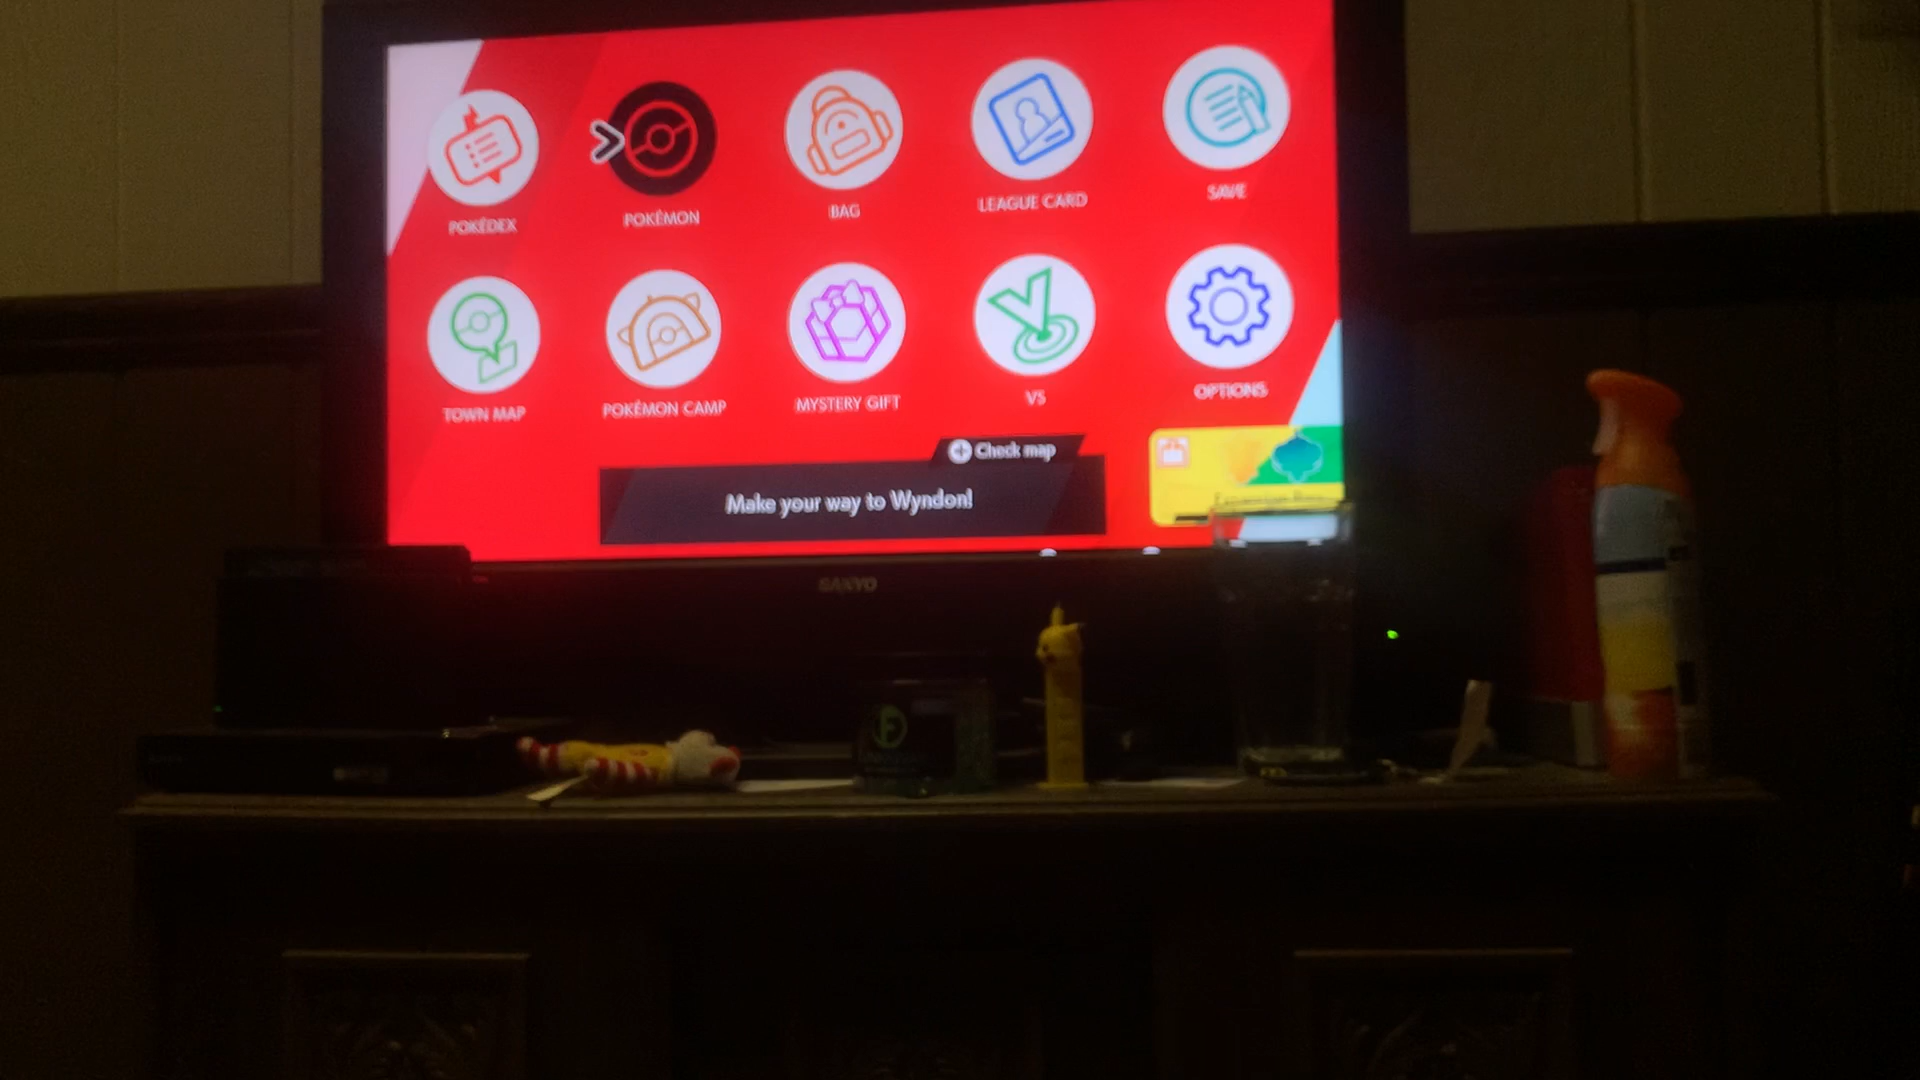 POKÉDEX
POKÉMON
BAG
LEAGUE CARD
SAVE
TOWN MAP
POKÉMON CAMP
MYSTERY GIFT
VS
OPTIONS
Check map
Make your way to Wyndon!
SANYO